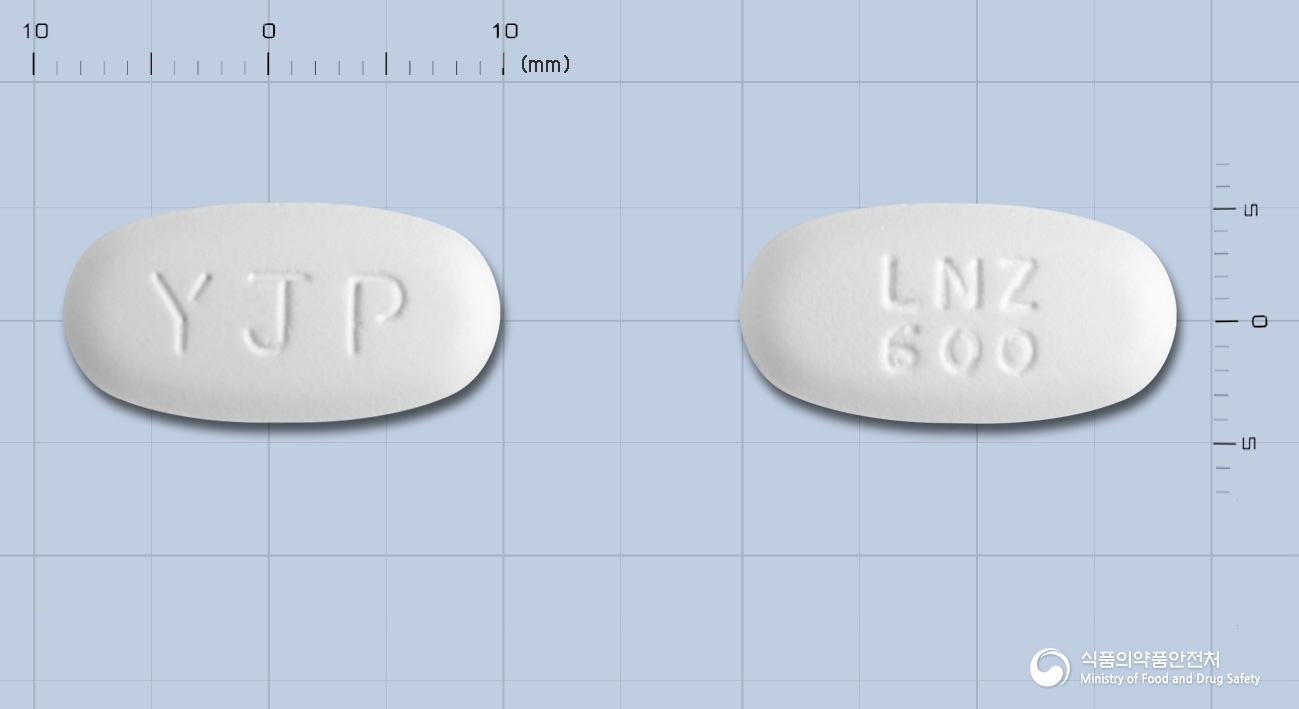 10 0 10
(mm)
YJP
LNZ
600
5
0
5
식품의약품안전처
Ministry of Food and Drug Safety